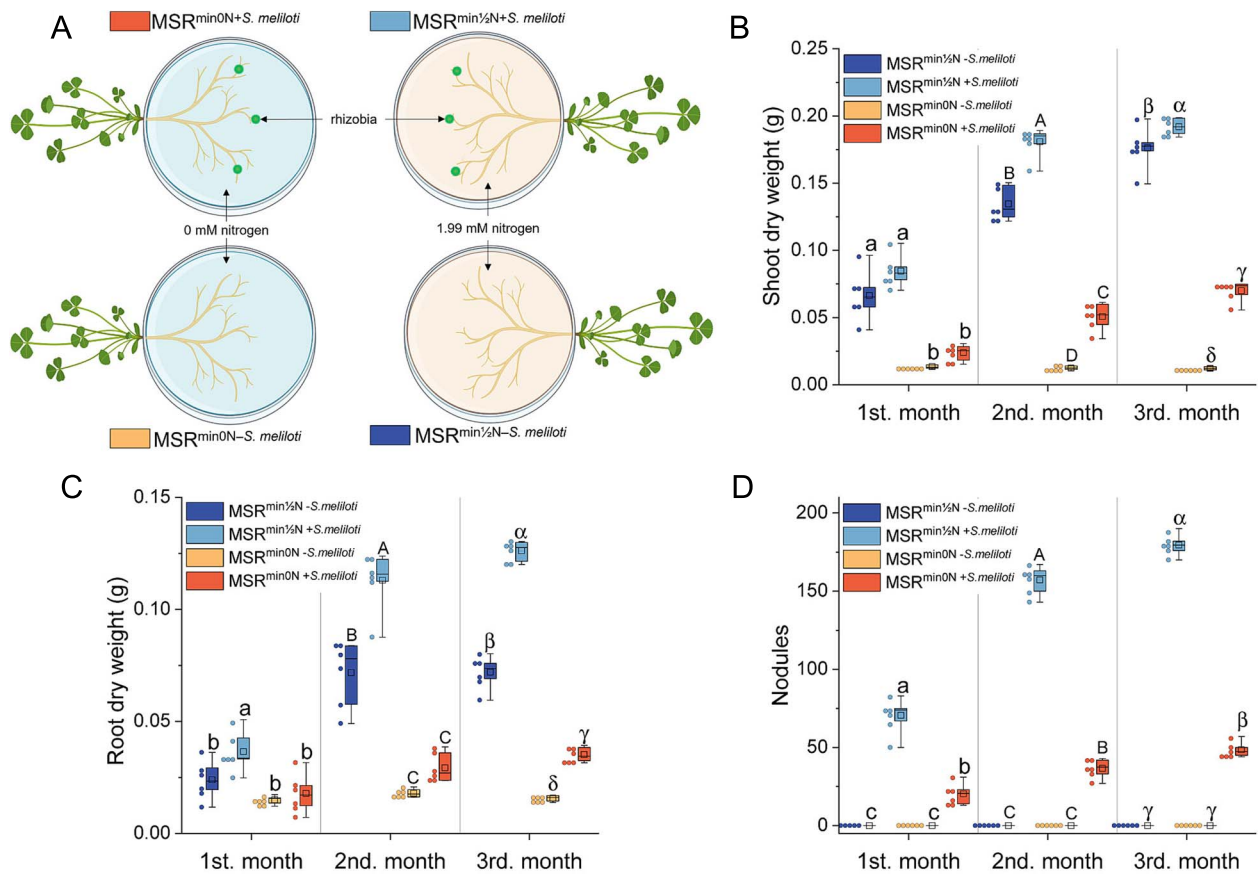 A
MSRmin0N+S. meliloti
MSRmin½N+S. meliloti
rhizobia
0 mM nitrogen
1.99 mM nitrogen
MSRmin0N–S. meliloti
MSRmin½N–S. meliloti
B
MSRmin½N -S.meliloti
MSRmin½N +S.meliloti
MSRmin0N -S.meliloti
MSRmin0N +S.meliloti
Shoot dry weight (g)
0.25
0.20
0.15
0.10
0.05
0.00
a a b b
B A D C
β α δ γ
1st. month 2nd. month 3rd. month
C
MSRmin½N -S.meliloti
MSRmin½N +S.meliloti
MSRmin0N -S.meliloti
MSRmin0N +S.meliloti
Root dry weight (g)
0.15
0.10
0.05
0.00
b a b b
B A C C
β α δ γ
1st. month 2nd. month 3rd. month
D
MSRmin½N -S.meliloti
MSRmin½N +S.meliloti
MSRmin0N -S.meliloti
MSRmin0N +S.meliloti
Nodules
200
150
100
50
0
c a c b
C A C B
γ α γ β
1st. month 2nd. month 3rd. month